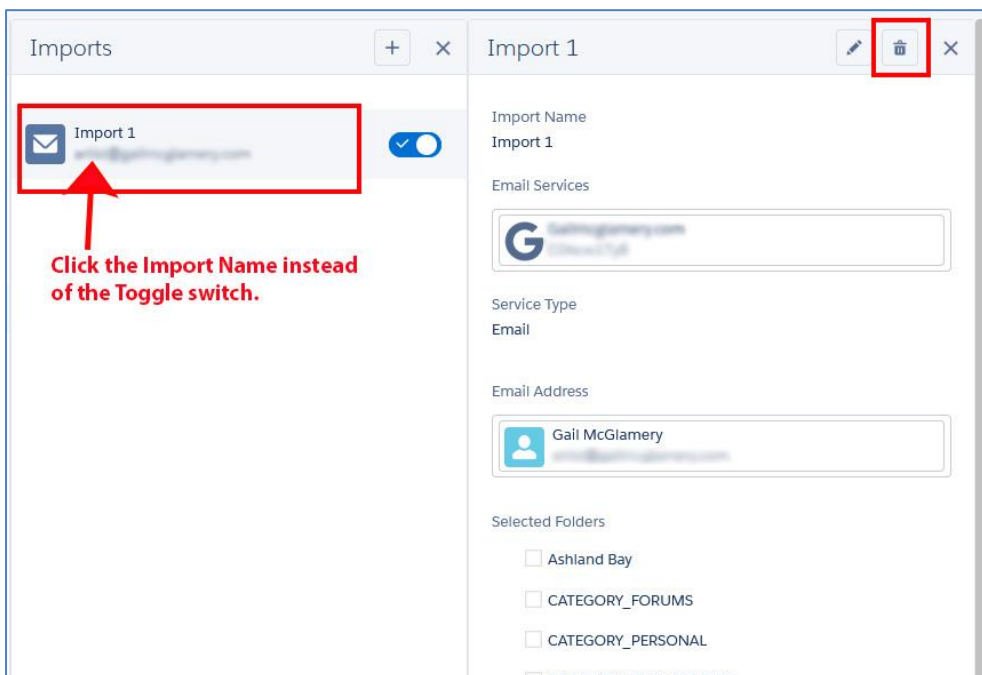 Imports
Import 1
Click the Import Name instead
of the Toggle switch.
Import 1
Import Name
Import 1
Email Services
Service Type
Email
Email Address
Gail McGlamery
Selected Folders
Ashland Bay
CATEGORY_FORUMS
CATEGORY_PERSONAL